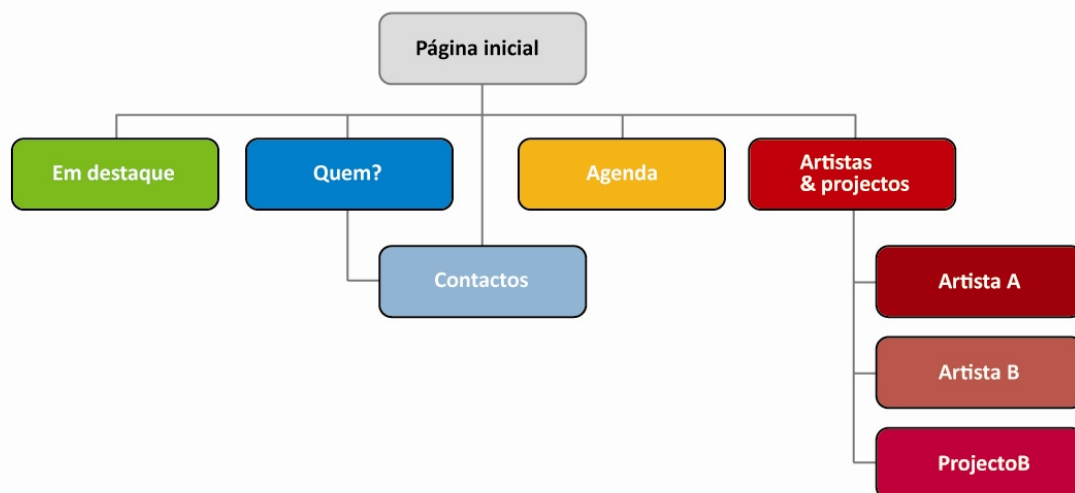 Página inicial
Em destaque
Quem?
Agenda
Artistas
& projectos
Contactos
Artista A
Artista B
ProjectoB